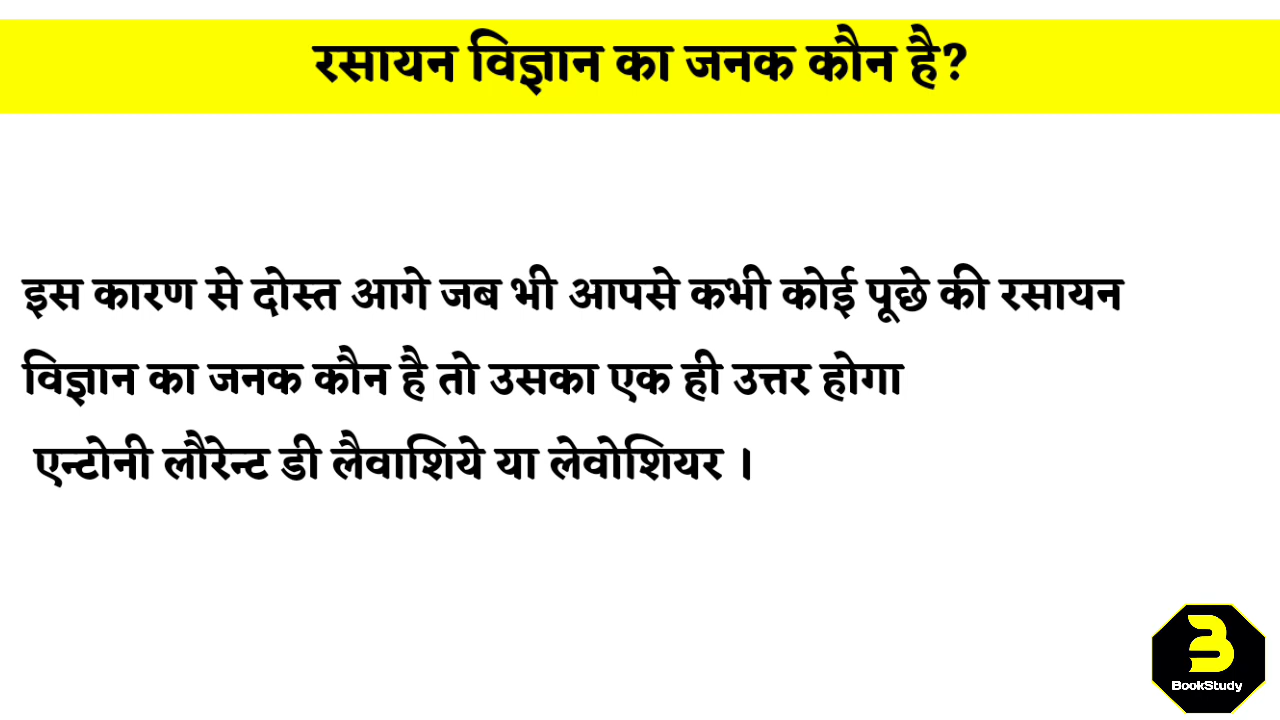 रसायन विज्ञान का जनक कौन है?
इस कारण से दोस्त आगे जब भी आपसे कभी कोई पूछे की रसायन
विज्ञान का जनक कौन है तो उसका एक ही उत्तर होगा
एन्टोनी लौरेन्ट डी लैवाशिये या लेवोशियर ।
BookStudy